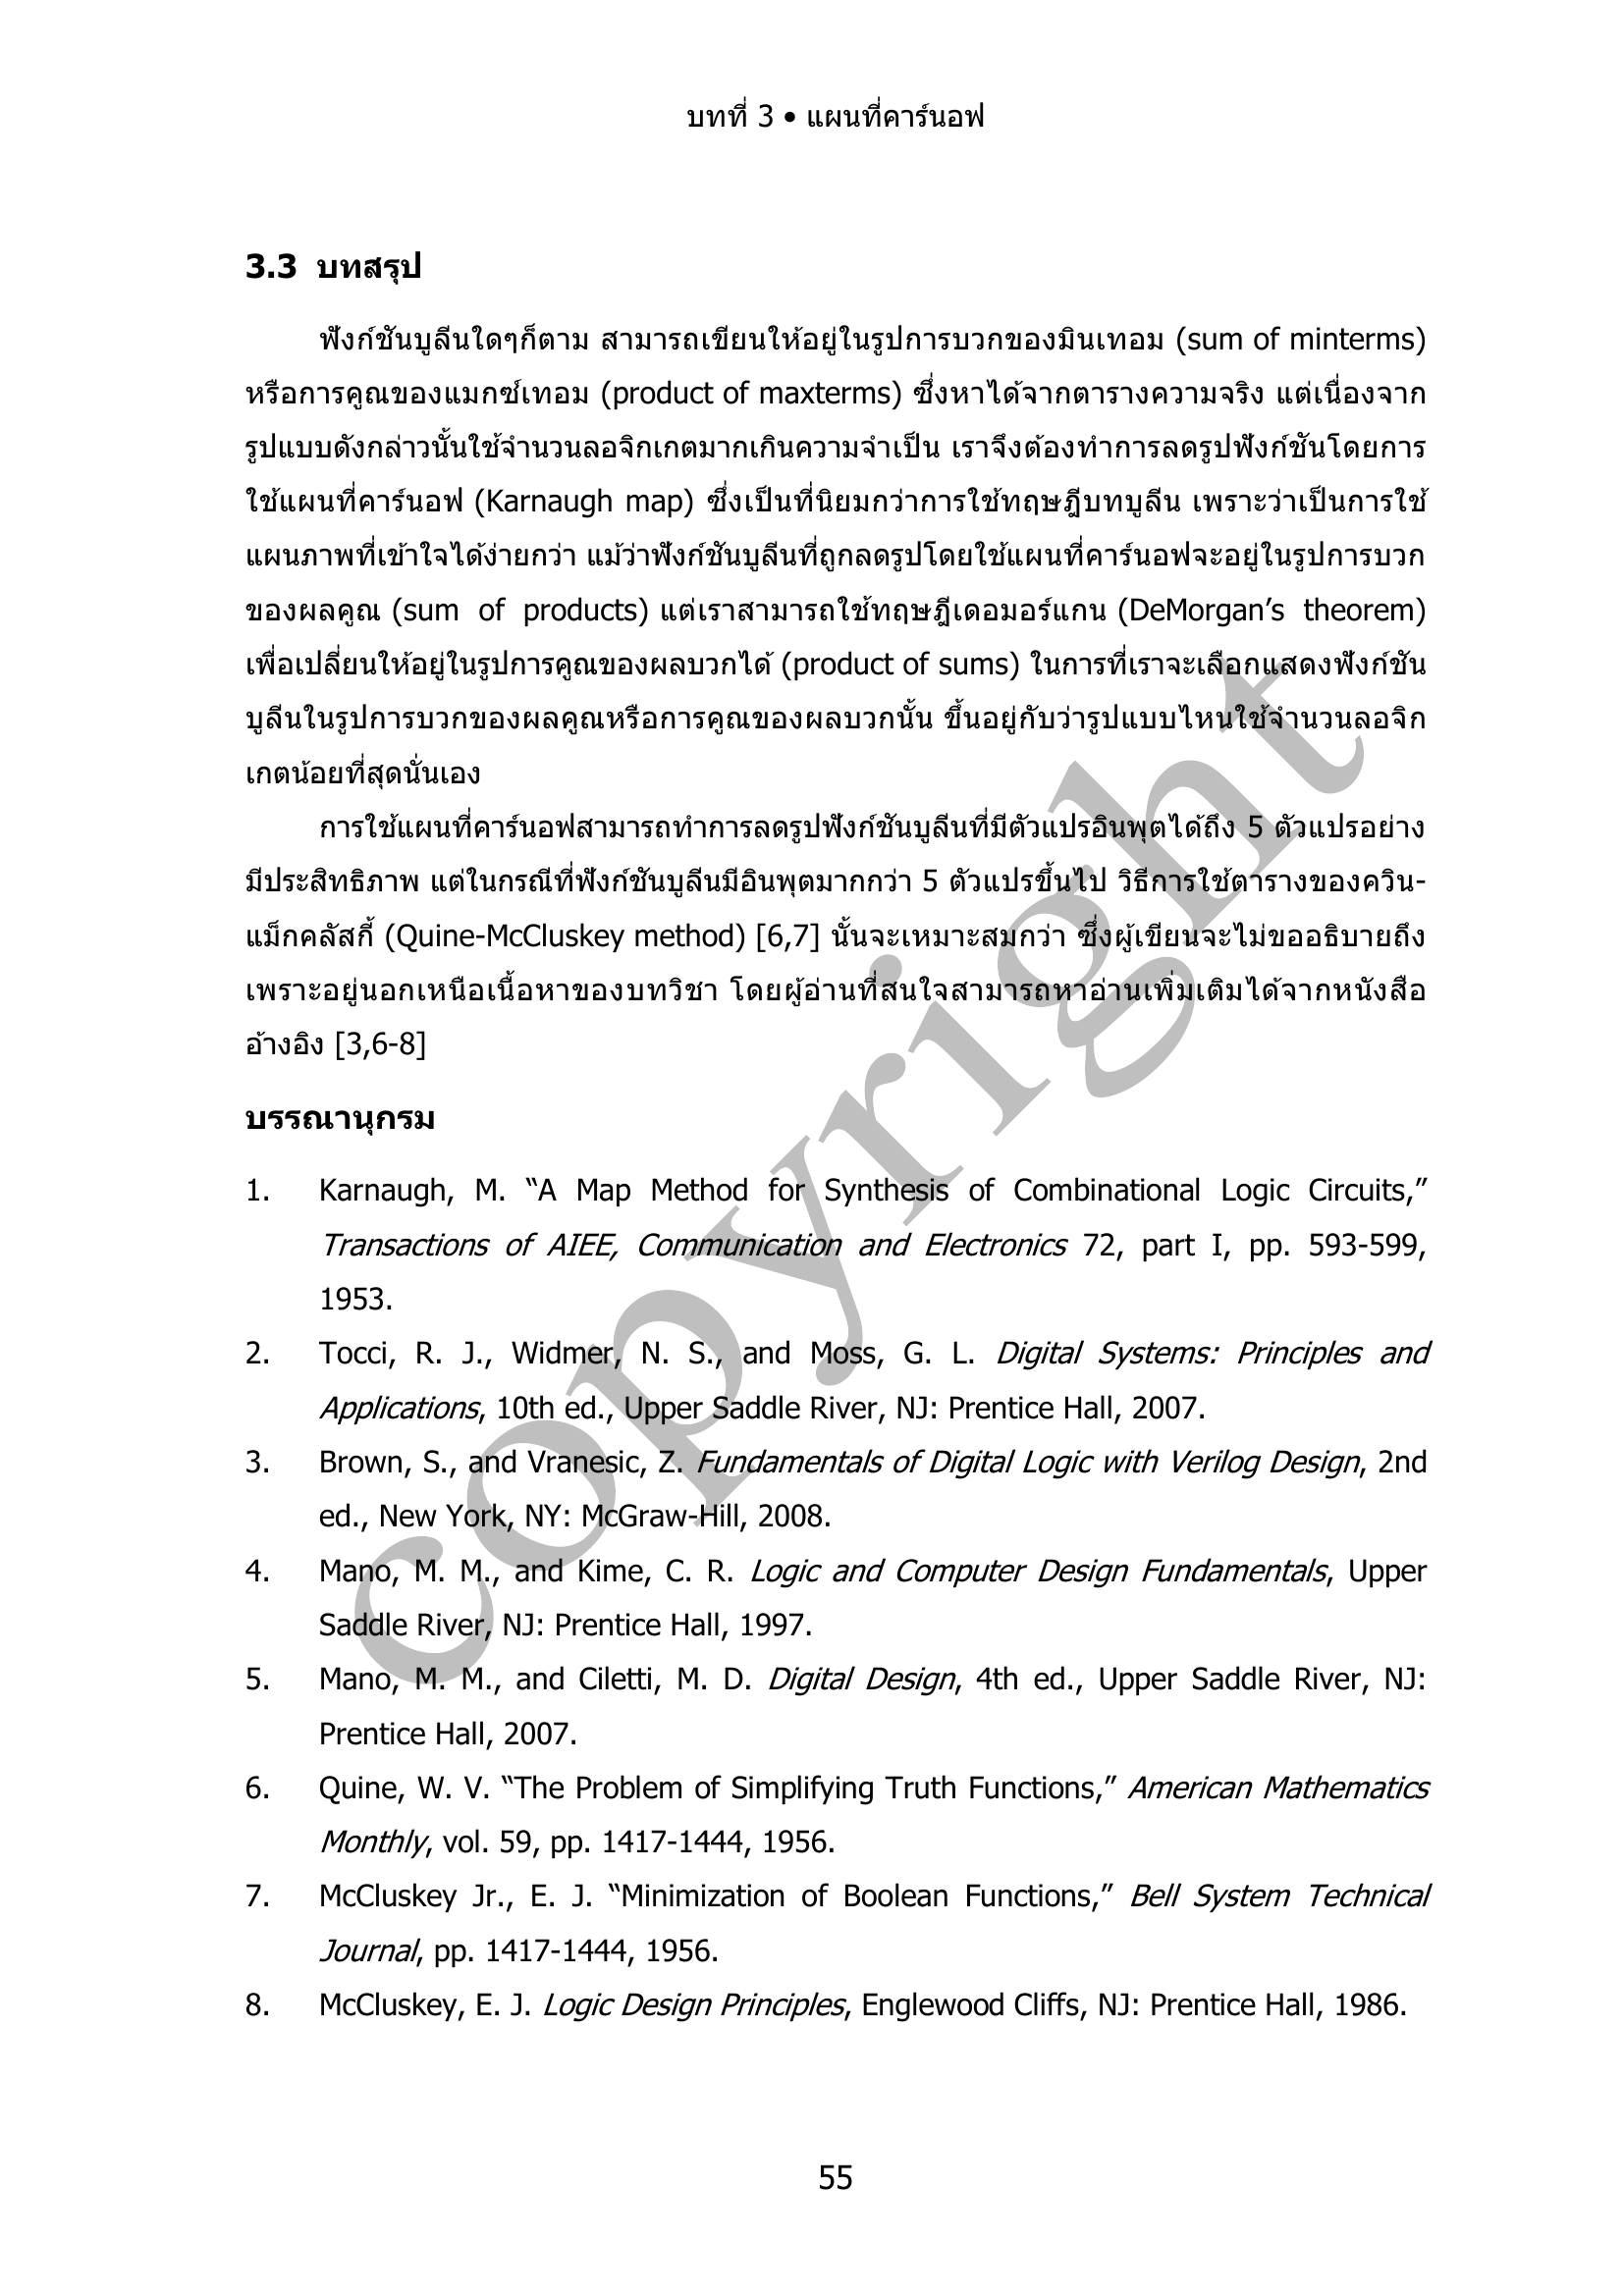 บทที่ 3 • แผนที่คาร์นอฟ
3.3 บทสรุป
ฟังก์ชันบูลีนใดๆก็ตาม สามารถเขียนให้อยู่ในรูปการบวกของมินเทอม (sum of minterms)
หรือการคูณของแมกซ์เทอม (product of maxterms) ซึ่งหาได้จากตารางความจริง แต่เนื่องจาก
รูปแบบดังกล่าวนั้นใช้จำนวนลอจิกเกตมากเกินความจำเป็น เราจึงต้องทำการลดรูปฟังก์ชันโดยการ
ใช้แผนที่คาร์นอฟ (Karnaugh map) ซึ่งเป็นที่นิยมกว่าการใช้ทฤษฎีบทบูลีน เพราะว่าเป็นการใช้
แผนภาพที่เข้าใจได้ง่ายกว่า แม้ว่าฟังก์ชันบูลีนที่ถูกลดรูปโดยใช้แผนที่คาร์นอฟจะอยู่ในรูปการบวก
ของผลคูณ (sum of products) แต่เราสามารถใช้ทฤษฎีเดอมอร์แกน (DeMorgan’s theorem)
เพื่อเปลี่ยนให้อยู่ในรูปการคูณของผลบวกได้ (product of sums) ในการที่เราจะเลือกแสดงฟังก์ชัน
บูลีนในรูปการบวกของผลคูณหรือการคูณของผลบวกนั้น ขึ้นอยู่กับว่ารูปแบบไหนใช้จำนวนลอจิก
เกตน้อยที่สุดนั่นเอง
การใช้แผนที่คาร์นอฟสามารถทำการลดรูปฟังก์ชันบูลีนที่มีตัวแปรอินพุตได้ถึง 5 ตัวแปรอย่าง
มีประสิทธิภาพ แต่ในกรณีที่ฟังก์ชันบูลีนมีอินพุตมากกว่า 5 ตัวแปรขึ้นไป วิธีการใช้ตารางของควิน-
แม็กคลัสกี้ (Quine-McCluskey method) [6,7] นั้นจะเหมาะสมกว่า ซึ่งผู้เขียนจะไม่ขออธิบายถึง
เพราะอยู่นอกเหนือเนื้อหาของบทวิชา โดยผู้อ่านที่สนใจสามารถหาอ่านเพิ่มเติมได้จากหนังสือ
อ้างอิง [3,6-8]
บรรณานุกรม
1. Karnaugh, M. “A Map Method for Synthesis of Combinational Logic Circuits,”
Transactions of AIEE, Communication and Electronics 72, part I, pp. 593-599,
1953.
2. Tocci, R. J., Widmer, N. S., and Moss, G. L. Digital Systems: Principles and
Applications, 10th ed., Upper Saddle River, NJ: Prentice Hall, 2007.
3. Brown, S., and Vranesic, Z. Fundamentals of Digital Logic with Verilog Design, 2nd
ed., New York, NY: McGraw-Hill, 2008.
4. Mano, M. M., and Kime, C. R. Logic and Computer Design Fundamentals, Upper
Saddle River, NJ: Prentice Hall, 1997.
5. Mano, M. M., and Ciletti, M. D. Digital Design, 4th ed., Upper Saddle River, NJ:
Prentice Hall, 2007.
6. Quine, W. V. “The Problem of Simplifying Truth Functions,” American Mathematics
Monthly, vol. 59, pp. 1417-1444, 1956.
7. McCluskey Jr., E. J. “Minimization of Boolean Functions,” Bell System Technical
Journal, pp. 1417-1444, 1956.
8. McCluskey, E. J. Logic Design Principles, Englewood Cliffs, NJ: Prentice Hall, 1986.
copyright
55